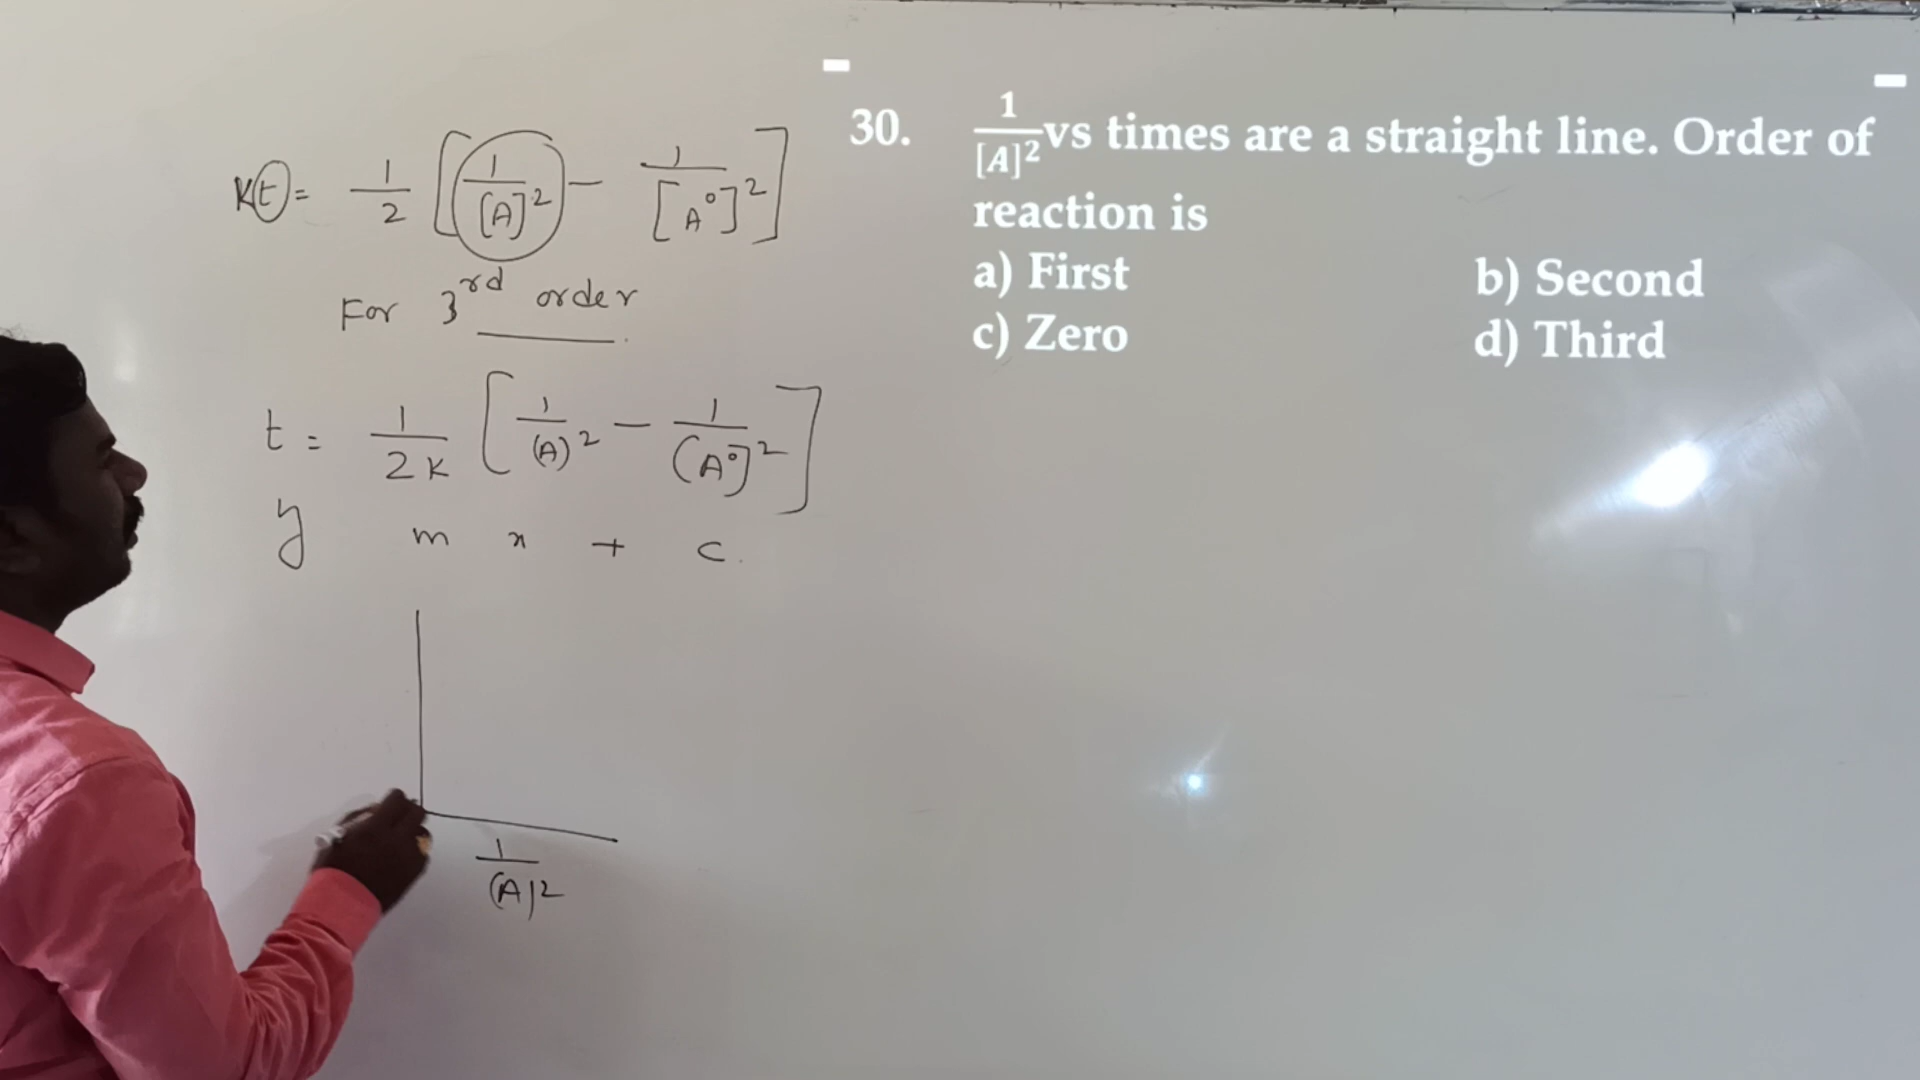 kt = 1/2 [1/[A]² - 1/[A°]²]
For 3rd order
t = 1/2K [1/(A)² - 1/(A°]²]
y m x + c.
1/(A)²
30. 1/[A]² vs times are a straight line. Order of
reaction is
a) First b) Second
c) Zero d) Third